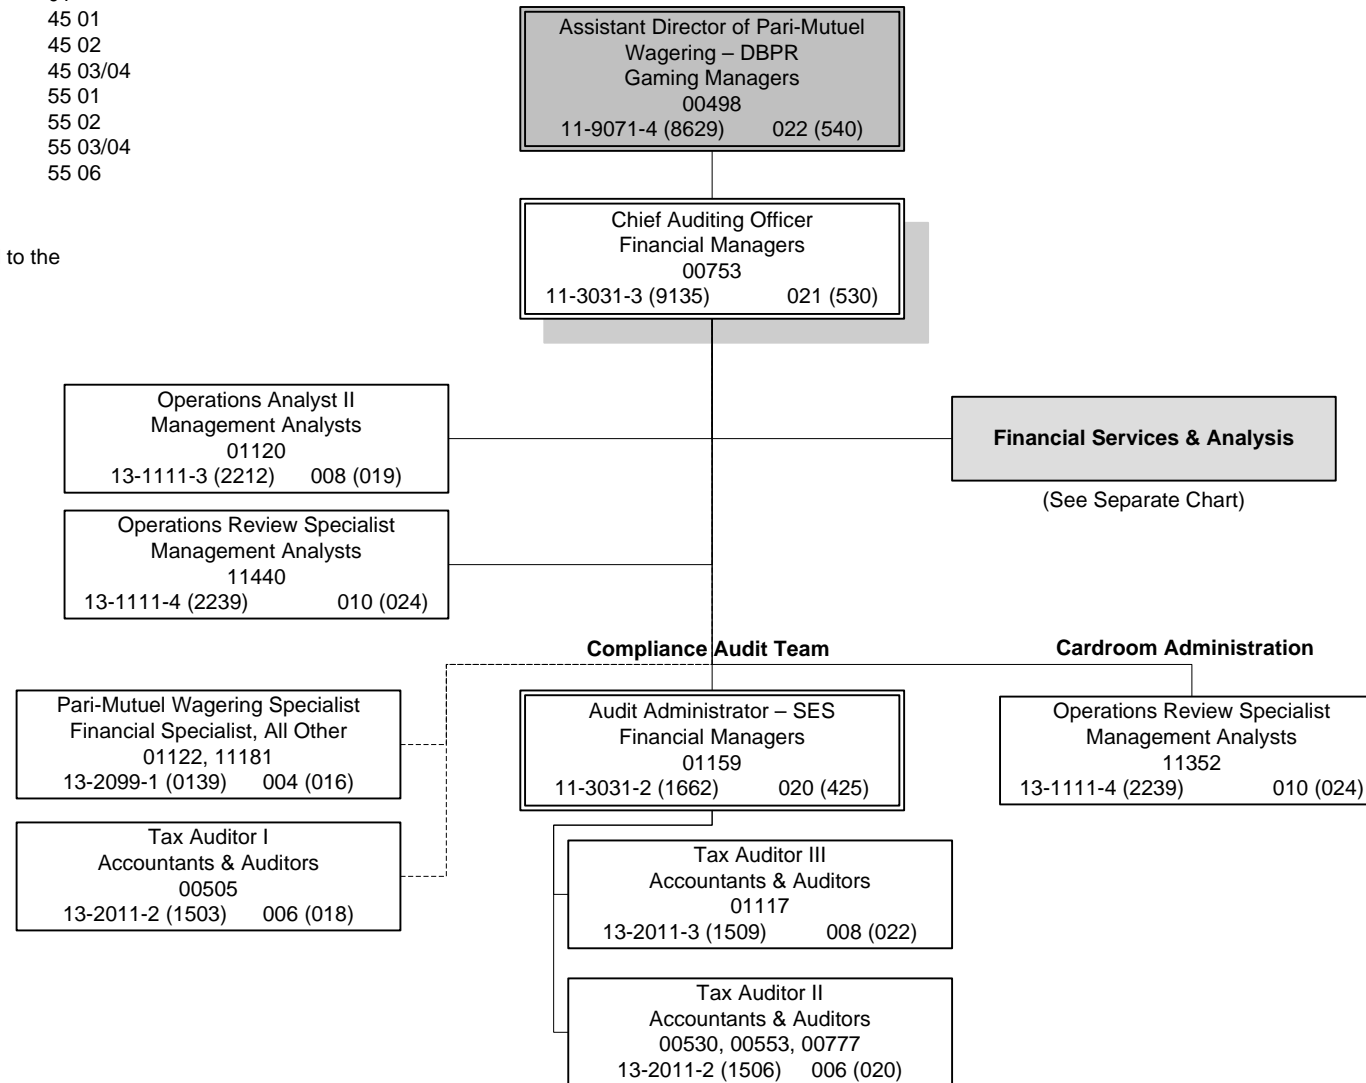 45 01
45 02
45 03/04
55 01
55 02
55 03/04
55 06
to the
Assistant Director of Pari-Mutuel
Wagering – DBPR
Gaming Managers
00498
11-9071-4 (8629) 022 (540)
Chief Auditing Officer
Financial Managers
00753
11-3031-3 (9135) 021 (530)
Operations Analyst II
Management Analysts
01120
13-1111-3 (2212) 008 (019)
Financial Services & Analysis
(See Separate Chart)
Operations Review Specialist
Management Analysts
11440
13-1111-4 (2239) 010 (024)
Compliance Audit Team
Cardroom Administration
Pari-Mutuel Wagering Specialist
Financial Specialist, All Other
01122, 11181
13-2099-1 (0139) 004 (016)
Audit Administrator – SES
Financial Managers
01159
11-3031-2 (1662) 020 (425)
Operations Review Specialist
Management Analysts
11352
13-1111-4 (2239) 010 (024)
Tax Auditor I
Accountants & Auditors
00505
13-2011-2 (1503) 006 (018)
Tax Auditor III
Accountants & Auditors
01117
13-2011-3 (1509) 008 (022)
Tax Auditor II
Accountants & Auditors
00530, 00553, 00777
13-2011-2 (1506) 006 (020)